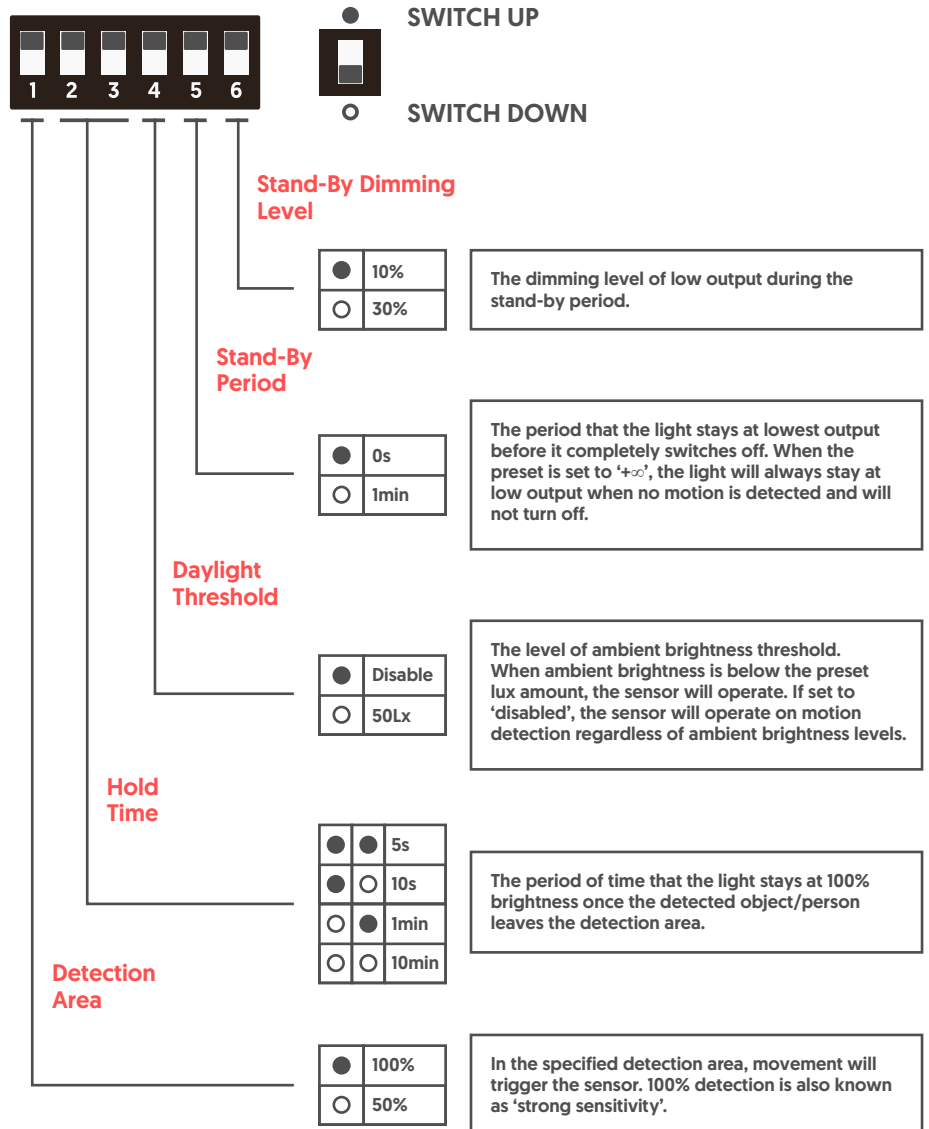 SWITCH UP
1 2 3 4 5 6
SWITCH DOWN
Stand-By Dimming
Level
10%
30%
The dimming level of low output during the
stand-by period.
Stand-By
Period
0s
1min
The period that the light stays at lowest output
before it completely switches off. When the
preset is set to ‘+∞’, the light will always stay at
low output when no motion is detected and will
not turn off.
Daylight
Threshold
Disable
50Lx
The level of ambient brightness threshold.
When ambient brightness is below the preset
lux amount, the sensor will operate. If set to
‘disabled’, the sensor will operate on motion
detection regardless of ambient brightness levels.
Hold
Time
5s
10s
1min
10min
The period of time that the light stays at 100%
brightness once the detected object/person
leaves the detection area.
Detection
Area
100%
50%
In the specified detection area, movement will
trigger the sensor. 100% detection is also known
as ‘strong sensitivity’.